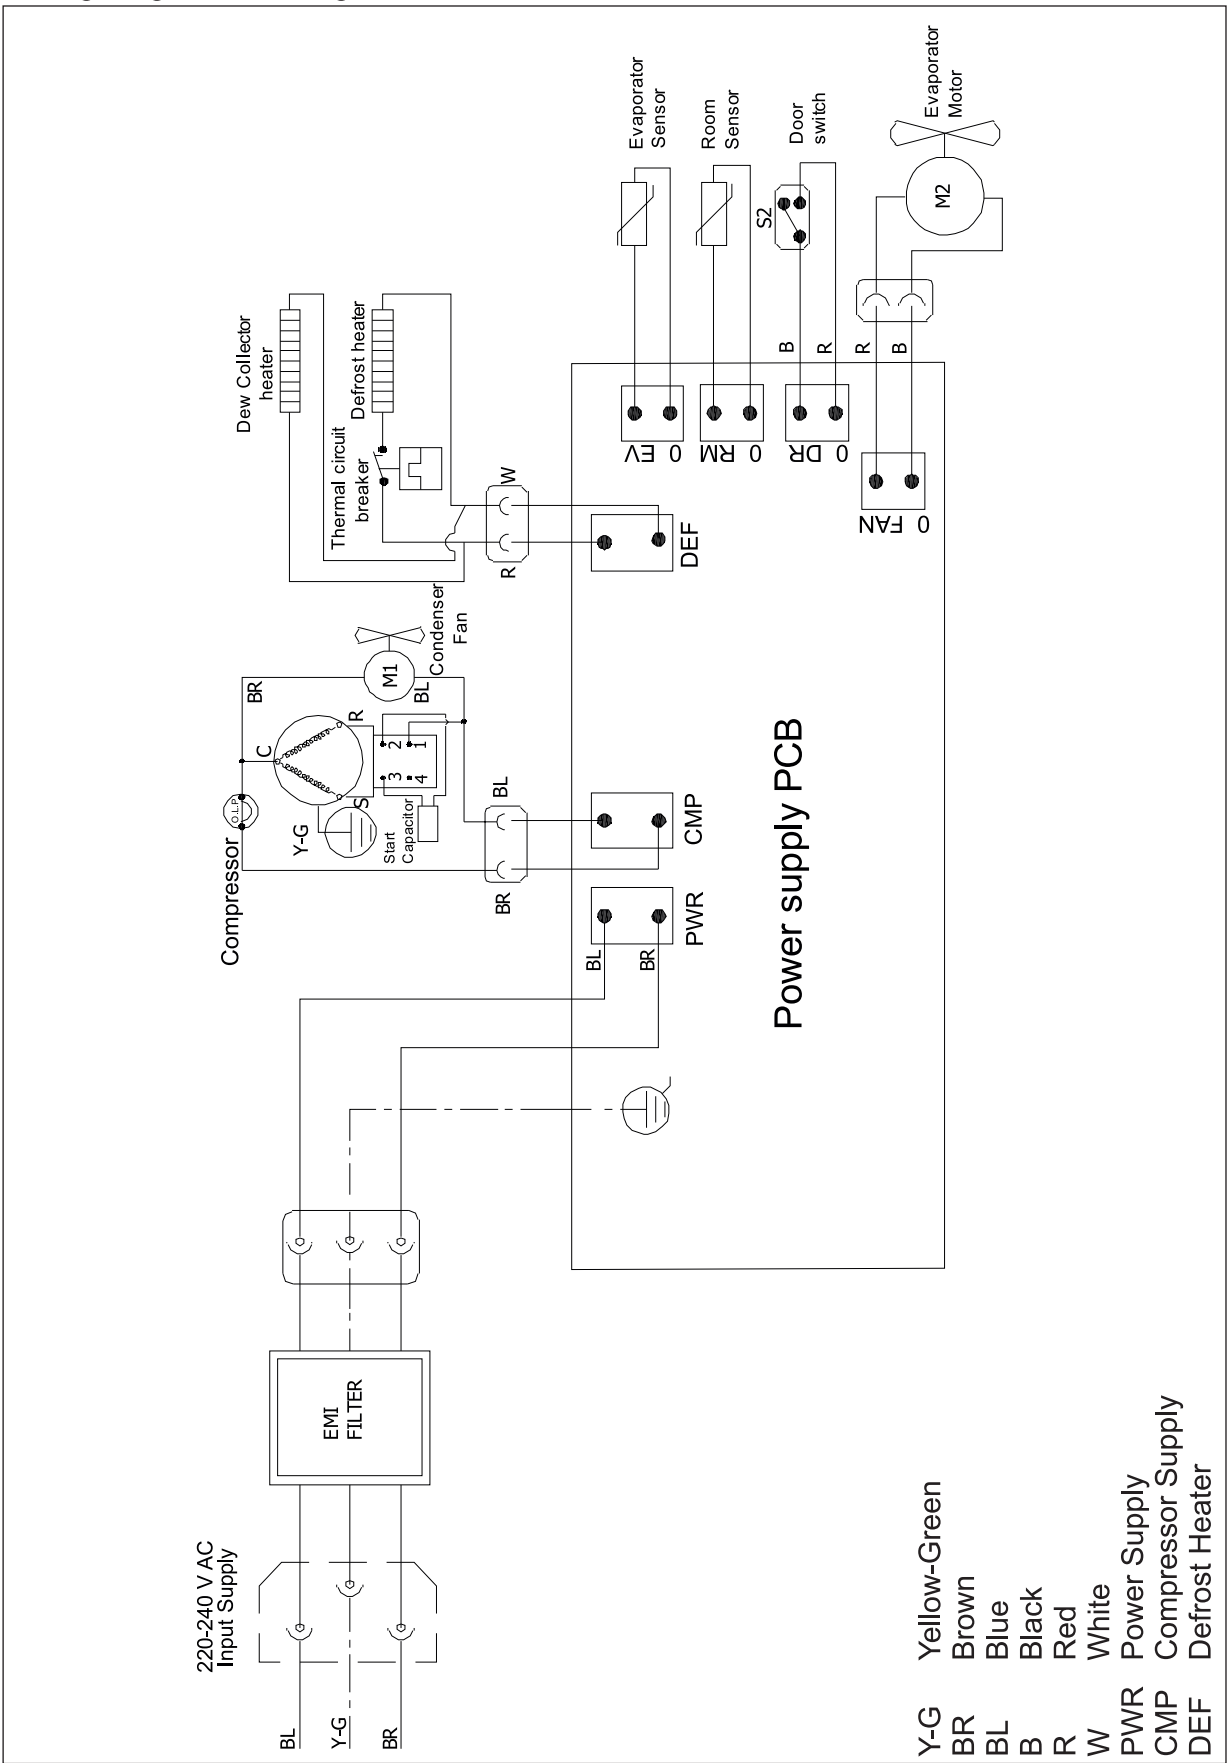 220-240 V AC
Input Supply
BL
Y-G
BR
EMI
FILTER
BL
BR
PWR
Compressor
O.L.P
Y-G
C
S
R
BR
BL
3
2
4
1
Start
Capacitor
M1
Condenser
Fan
BR
BL
CMP
Dew Collector
heater
Defrost heater
Thermal circuit
breaker
R
W
DEF
Evaporator
Sensor
Room
Sensor
Door
switch
S2
Evaporator
Motor
M2
B
R
R
B
0 EV
0 RM
0 DR
0 FAN
Power supply PCB
Y-G Yellow-Green
BR Brown
BL Blue
B Black
R Red
W White
PWR Power Supply
CMP Compressor Supply
DEF Defrost Heater